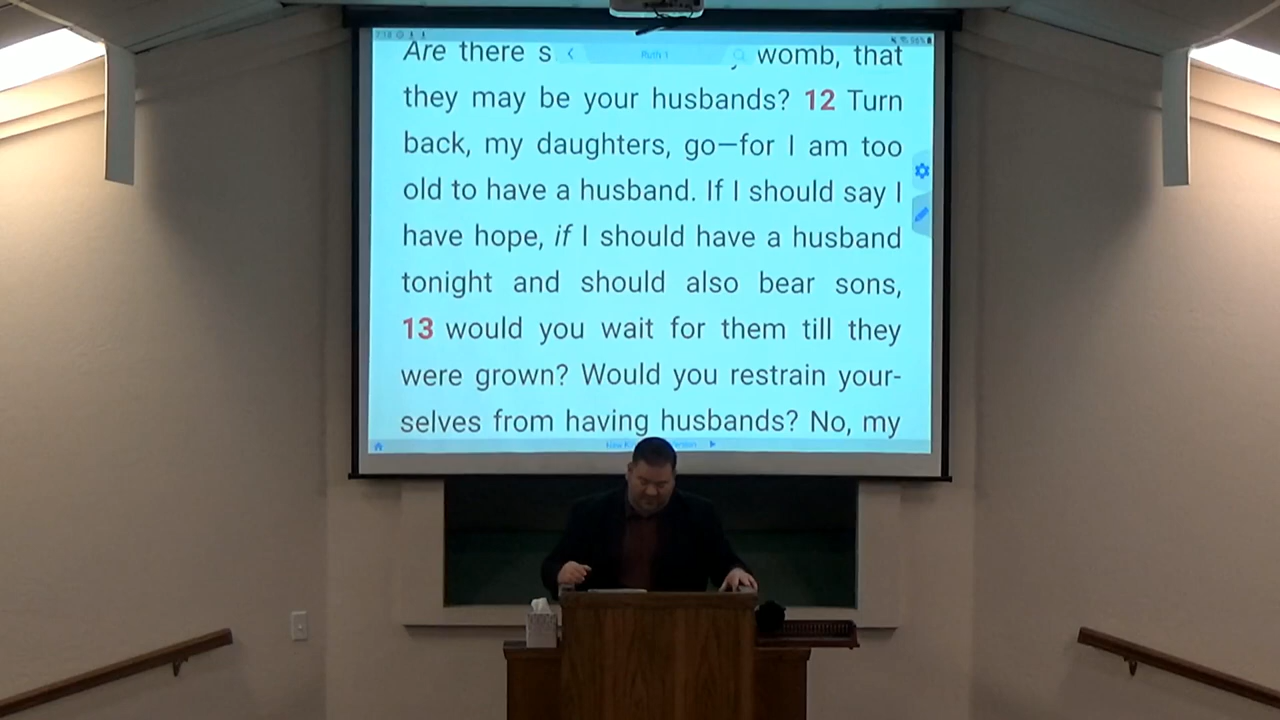 Are there s
Ruth 1
womb, that
they may be your husbands? 12 Turn
back, my daughters, go—for I am too
old to have a husband. If I should say I
have hope, if I should have a husband
tonight and should also bear sons,
13 would you wait for them till they
were grown? Would you restrain your-
selves from having husbands? No, my